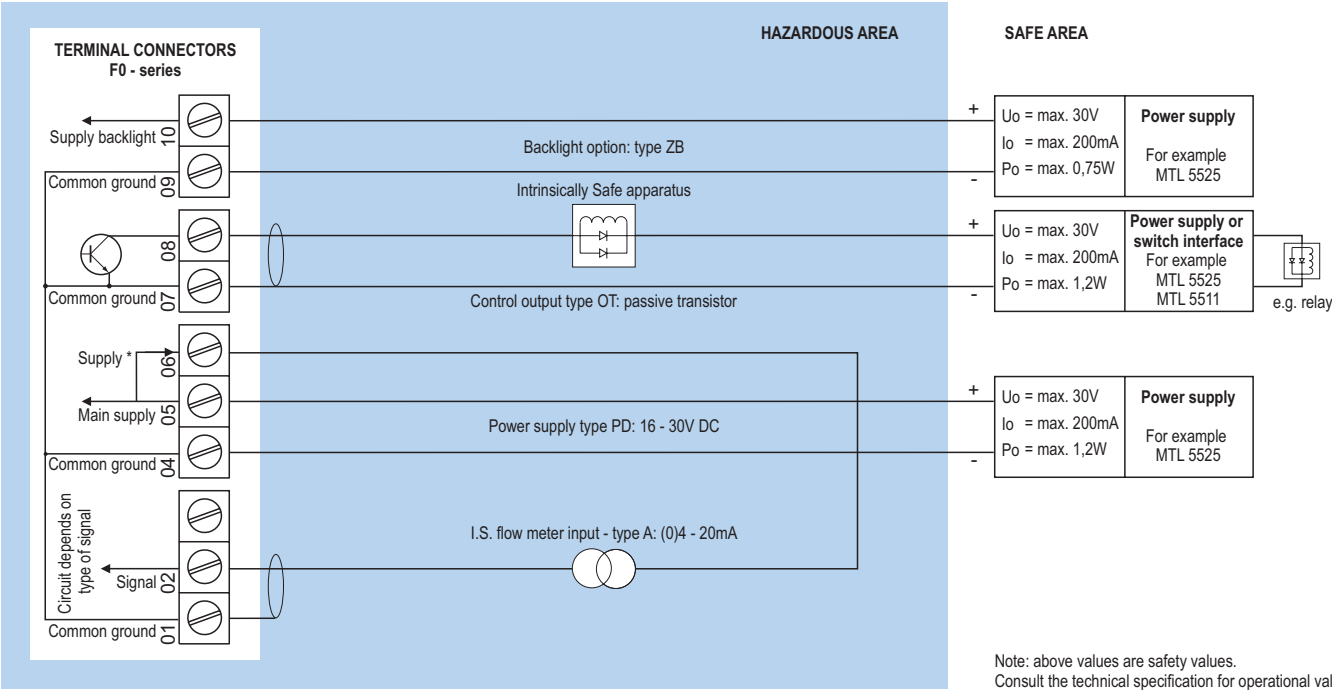 HAZARDOUS AREA
SAFE AREA
TERMINAL CONNECTORS
F0 - series
Supply backlight
10
Common ground
09
08
Common ground
07
Supply *
06
Main supply
05
Common ground
04
Circuit depends on
type of signal
Signal
02
Common ground
01
Backlight option: type ZB
Intrinsically Safe apparatus
Control output type OT: passive transistor
Power supply type PD: 16 - 30V DC
I.S. flow meter input - type A: (0)4 - 20mA
+
-
Uo = max. 30V
Io = max. 200mA
Po = max. 0,75W
Power supply
For example
MTL 5525
+
-
Uo = max. 30V
Io = max. 200mA
Po = max. 1,2W
Power supply or
switch interface
For example
MTL 5525
MTL 5511
e.g. relay
+
-
Uo = max. 30V
Io = max. 200mA
Po = max. 1,2W
Power supply
For example
MTL 5525
Note: above values are safety values.
Consult the technical specification for operational val